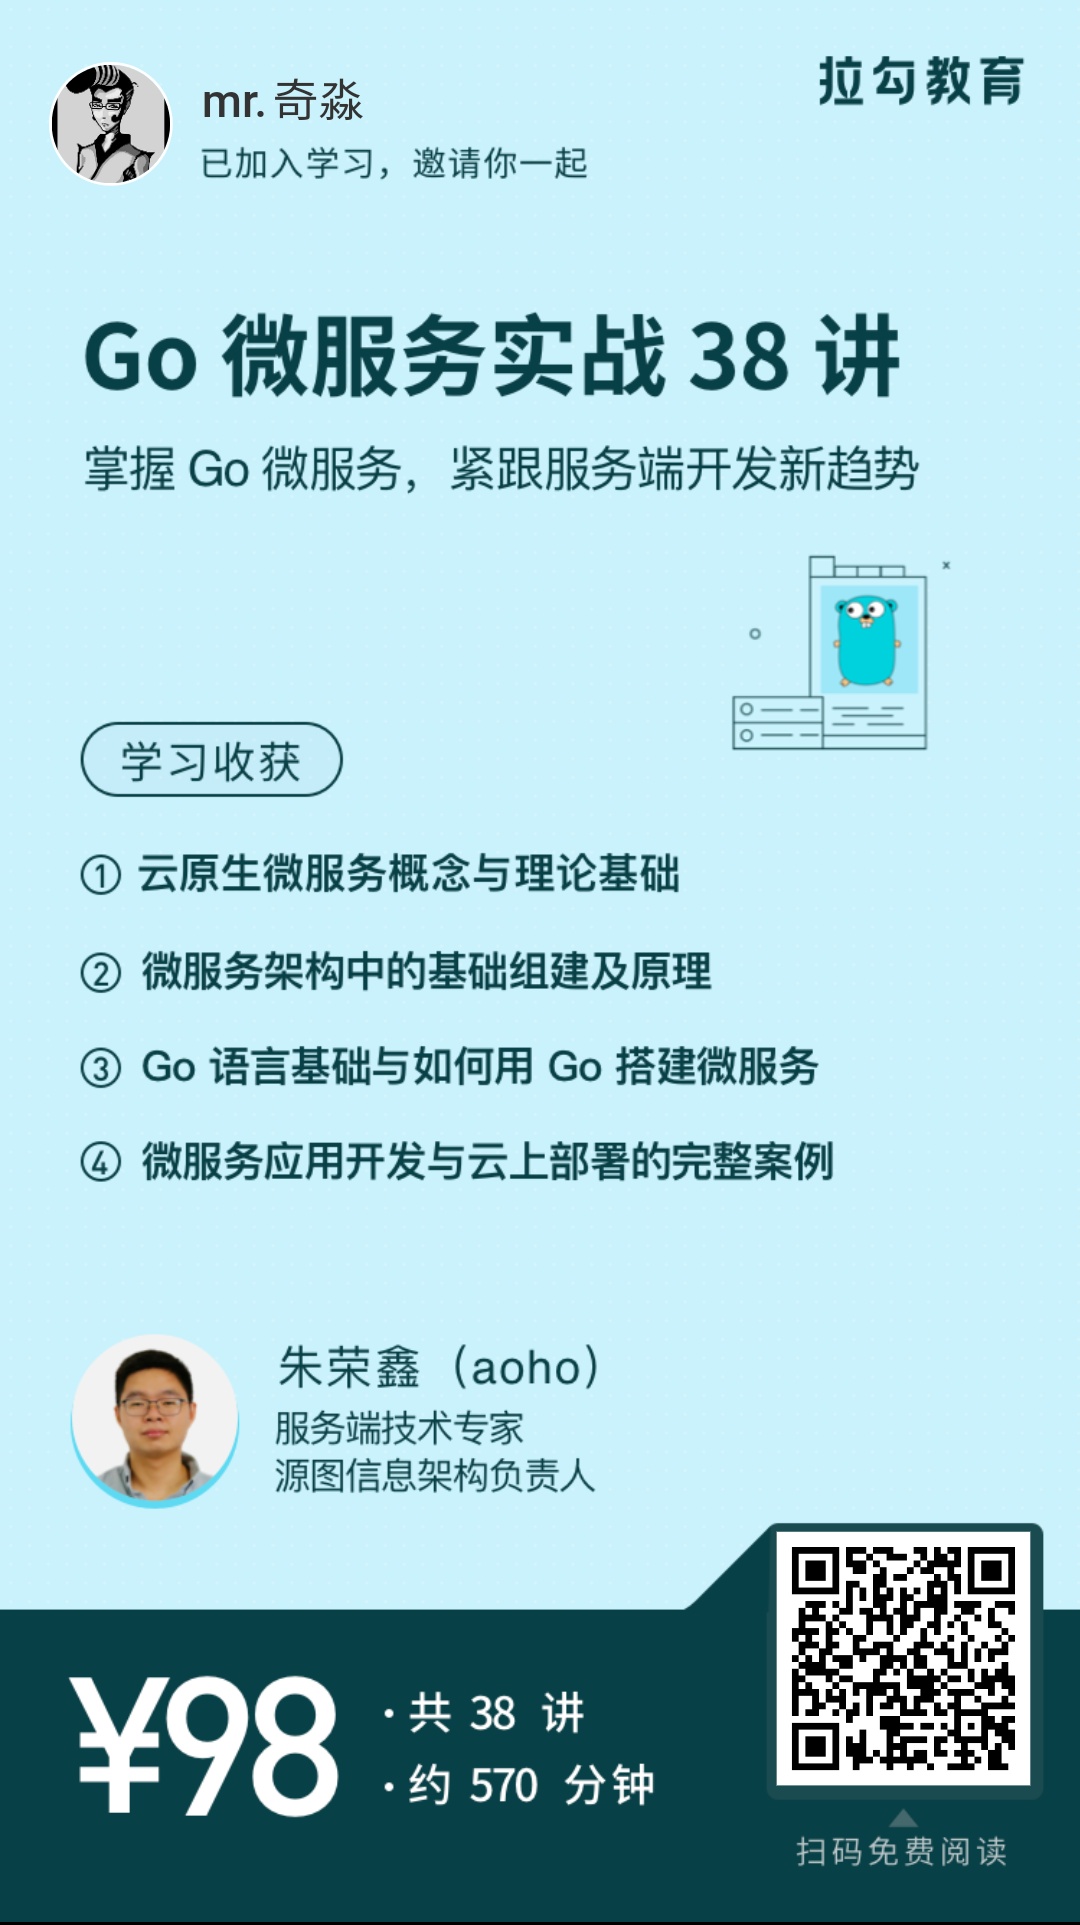 mr. 奇淼
拉勾教育
已加入学习，邀请你一起
Go 微服务实战 38 讲
掌握 Go 微服务，紧跟服务端开发新趋势
学习收获
① 云原生微服务概念与理论基础
② 微服务架构中的基础组建及原理
③ Go 语言基础与如何用 Go 搭建微服务
④ 微服务应用开发与云上部署的完整案例
朱荣鑫（aoho）
服务端技术专家
源图信息架构负责人
¥98
· 共 38 讲
· 约 570 分钟
扫码免费阅读